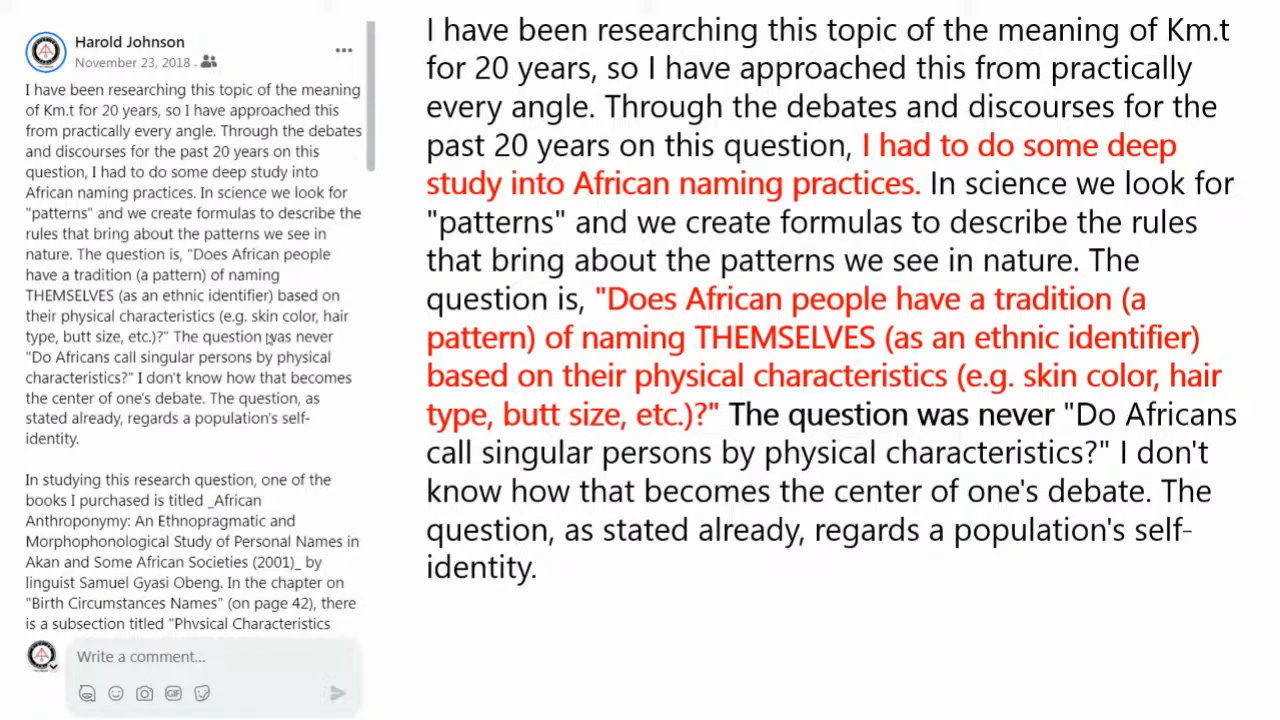 Harold Johnson
November 23, 2018 ·
I have been researching this topic of the meaning
of Km.t for 20 years, so I have approached this
from practically every angle. Through the debates
and discourses for the past 20 years on this
question, I had to do some deep study into
African naming practices. In science we look for
"patterns" and we create formulas to describe the
rules that bring about the patterns we see in
nature. The question is, "Does African people
have a tradition (a pattern) of naming
THEMSELVES (as an ethnic identifier) based on
their physical characteristics (e.g. skin color, hair
type, butt size, etc.)?" The question was never
"Do Africans call singular persons by physical
characteristics?" I don't know how that becomes
the center of one's debate. The question, as
stated already, regards a population's self-
identity.
In studying this research question, one of the
books I purchased is titled _African
Anthroponymy: An Ethnopragmatic and
Morphophonological Study of Personal Names in
Akan and Some African Societies (2001)_ by
linguist Samuel Gyasi Obeng. In the chapter on
"Birth Circumstances Names" (on page 42), there
is a subsection titled "Physical Characteristics
Write a comment...
GIF
I have been researching this topic of the meaning of Km.t
for 20 years, so I have approached this from practically
every angle. Through the debates and discourses for the
past 20 years on this question, I had to do some deep
study into African naming practices. In science we look for
"patterns" and we create formulas to describe the rules
that bring about the patterns we see in nature. The
question is, "Does African people have a tradition (a
pattern) of naming THEMSELVES (as an ethnic identifier)
based on their physical characteristics (e.g. skin color, hair
type, butt size, etc.)?" The question was never "Do Africans
call singular persons by physical characteristics?" I don't
know how that becomes the center of one's debate. The
question, as stated already, regards a population's self-
identity.